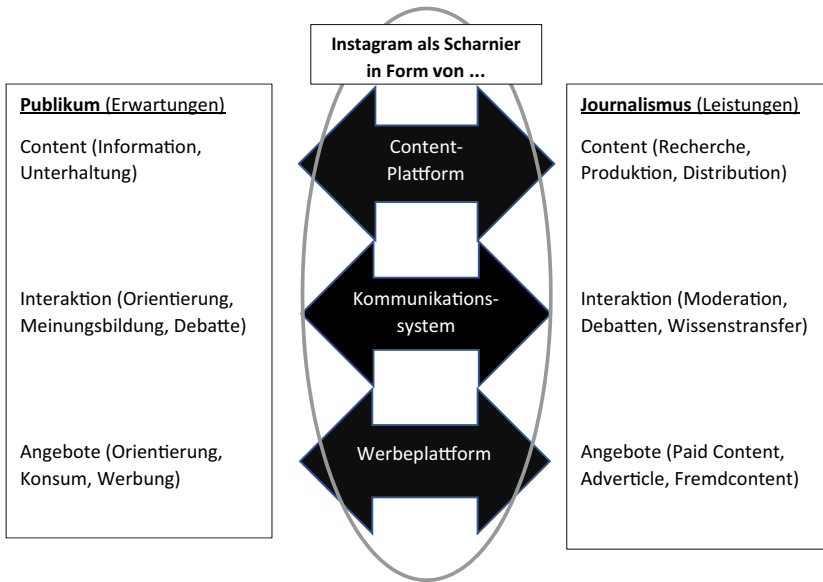 Instagram als Scharnier
in Form von ...
Publikum (Erwartungen)
Content (Information,
Unterhaltung)
Interaktion (Orientierung,
Meinungsbildung, Debatte)
Angebote (Orientierung,
Konsum, Werbung)
Content-
Plattform
Kommunikations-
system
Werbeplattform
Journalismus (Leistungen)
Content (Recherche,
Produktion, Distribution)
Interaktion (Moderation,
Debatten, Wissenstransfer)
Angebote (Paid Content,
Adverticle, Fremdcontent)